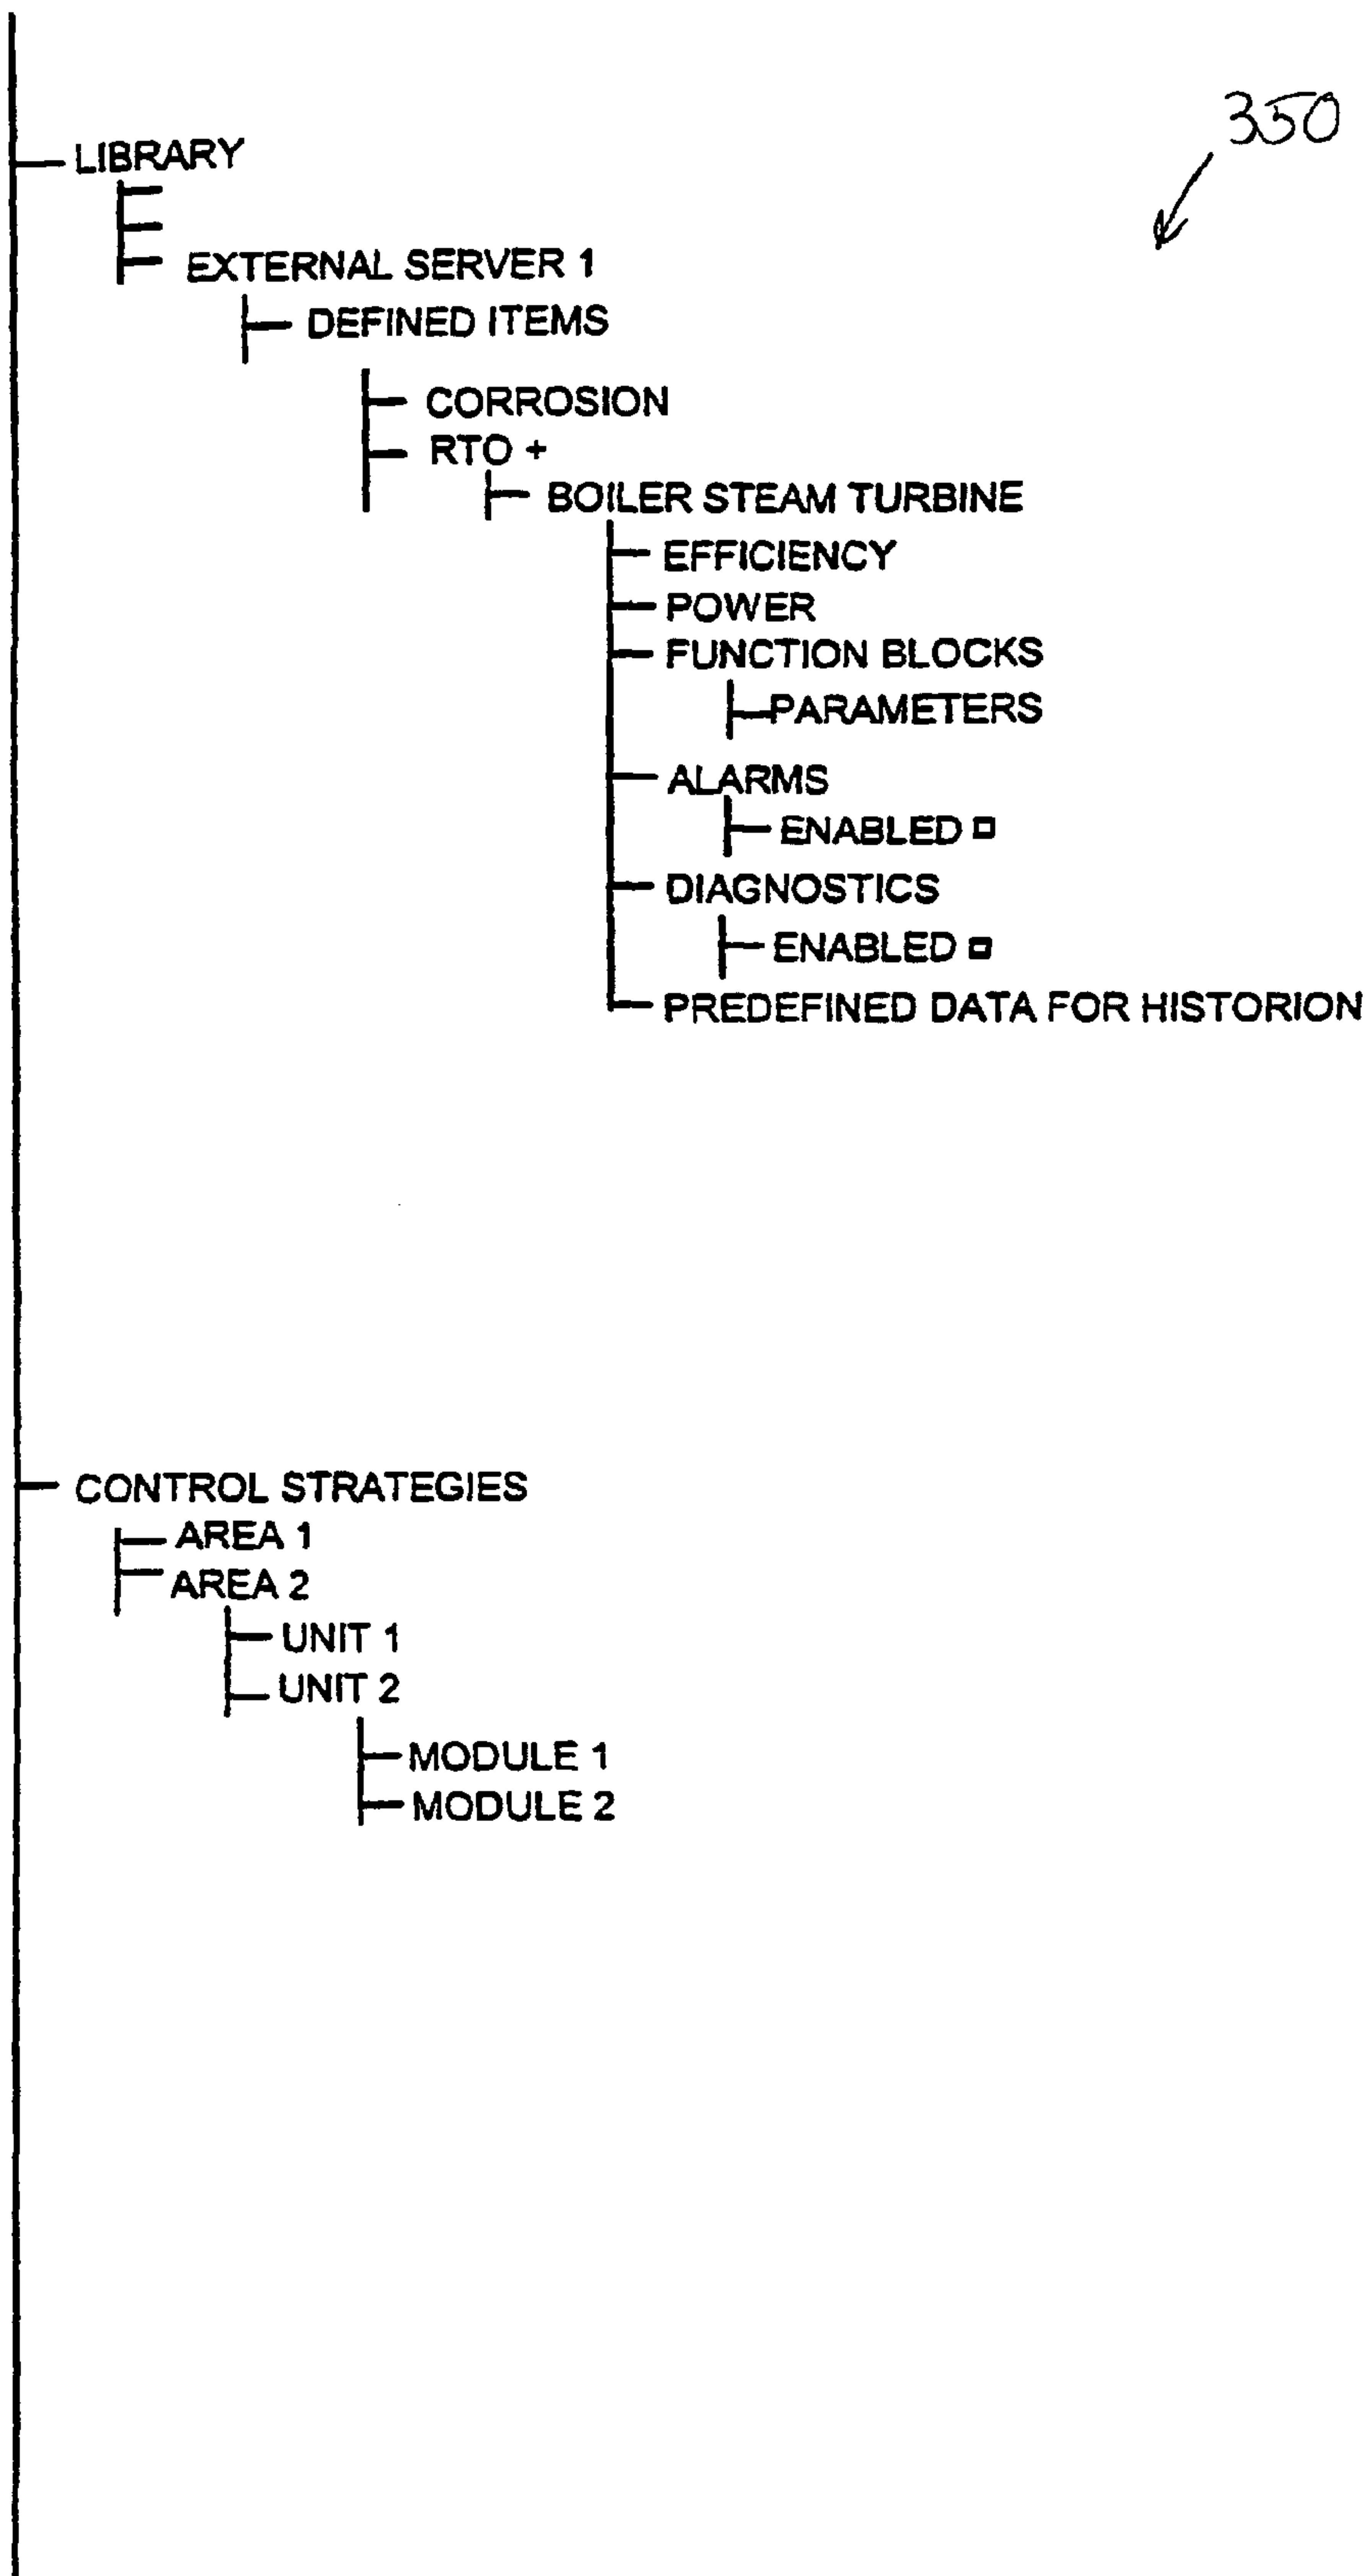 350
LIBRARY
EXTERNAL SERVER 1
DEFINED ITEMS
CORROSION
RTO +
BOILER STEAM TURBINE
EFFICIENCY
POWER
FUNCTION BLOCKS
PARAMETERS
ALARMS
ENABLED
DIAGNOSTICS
ENABLED
PREDEFINED DATA FOR HISTORION
CONTROL STRATEGIES
AREA 1
AREA 2
UNIT 1
UNIT 2
MODULE 1
MODULE 2